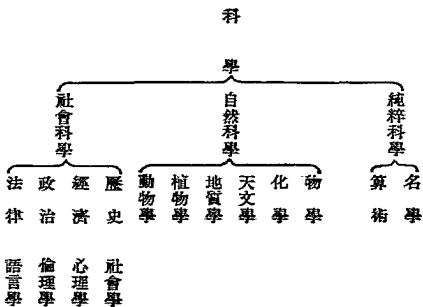 科學
純粹科學
自然科學
社會科學
名學
算術
物學
化學
天文學
地質學
植物學
動物學
歷史
經濟
政治
法律
社會學
心理學
倫理學
語言學